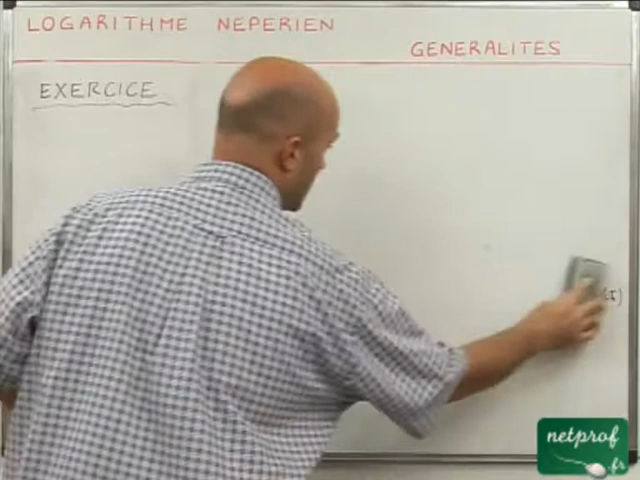 LOGARITHME NEPERIEN
GENERALITES
EXERCICE
netprof
.fr